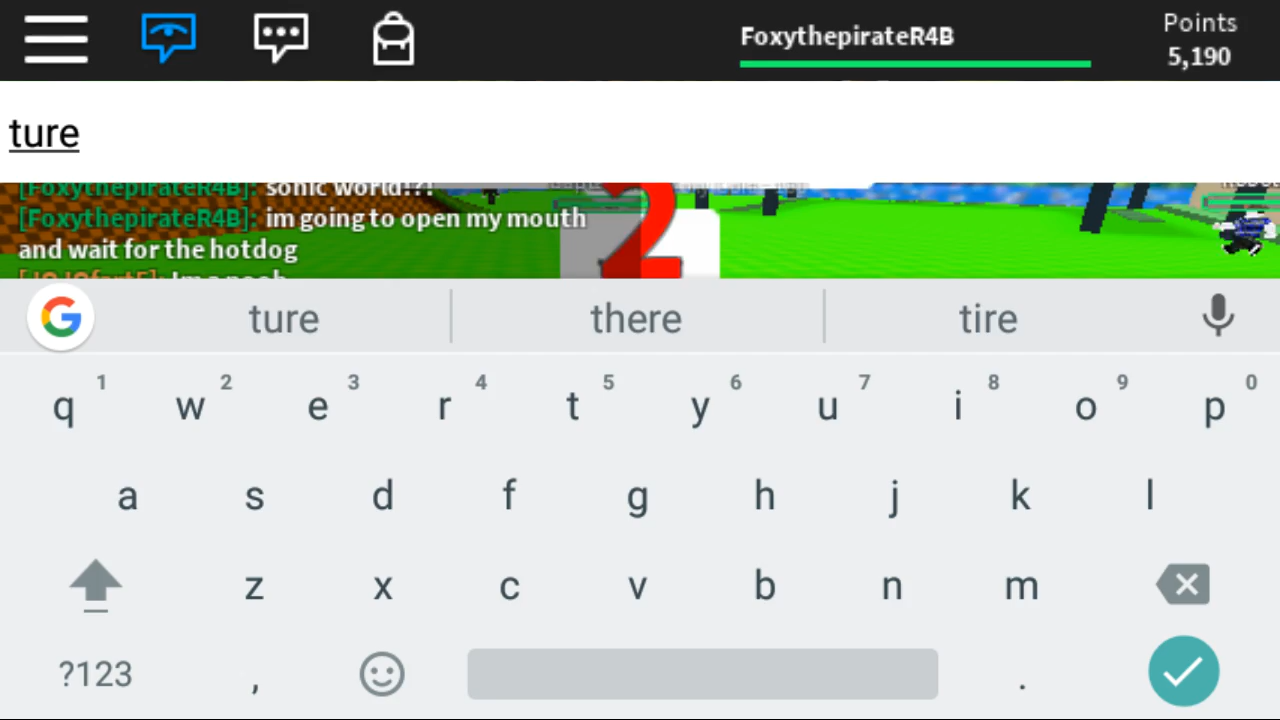 FoxythepirateR4B
Points
5,190
ture
[FoxythepirateR4B]: sonic world!?!
[FoxythepirateR4B]: im going to open my mouth
and wait for the hotdog
2
ture there tire
1 2 3 4 5 6 7 8 9 0
q w e r t y u i o p
a s d f g h j k l
z x c v b n m
?123 , .